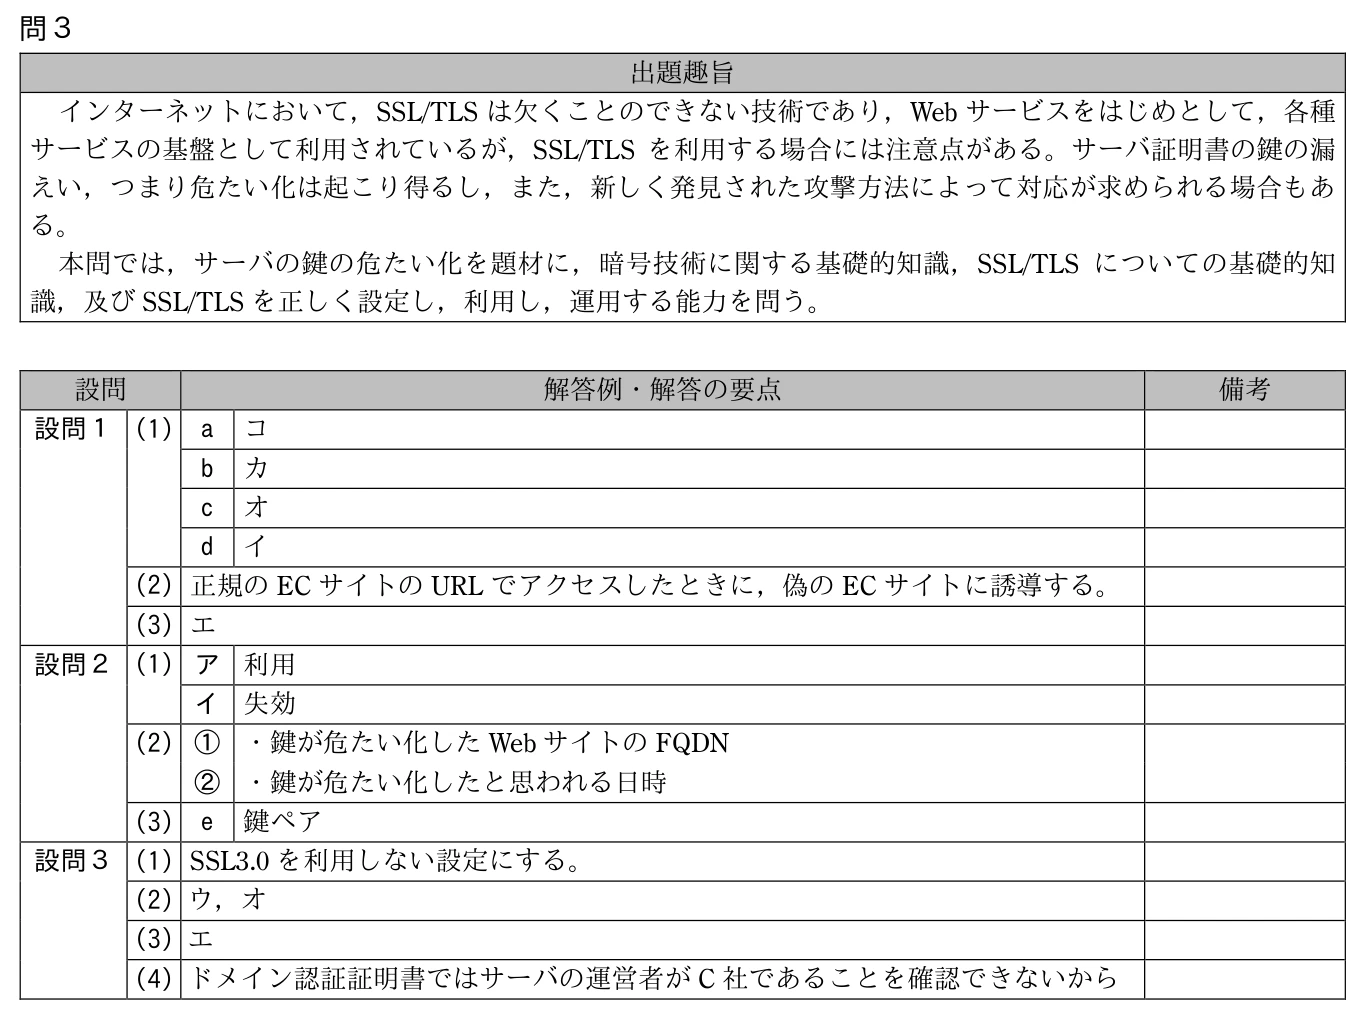 問3
出題趣旨
インターネットにおいて，SSL/TLS は欠くことのできない技術であり，Web サービスをはじめとして，各種
サービスの基盤として利用されているが，SSL/TLS を利用する場合には注意点がある。サーバ証明書の鍵の漏
えい，つまり危たい化は起こり得るし，また，新しく発見された攻撃方法によって対応が求められる場合もあ
る。
本問では，サーバの鍵の危たい化を題材に，暗号技術に関する基礎的知識，SSL/TLS についての基礎的知
識，及び SSL/TLS を正しく設定し，利用し，運用する能力を問う。
設問 解答例・解答の要点 備考
設問1 (1) a コ
b カ
c オ
d イ
(2) 正規の EC サイトの URL でアクセスしたときに，偽の EC サイトに誘導する。
(3) エ
設問2 (1) ア 利用
イ 失効
(2) ① ・鍵が危たい化した Web サイトの FQDN
② ・鍵が危たい化したと思われる日時
(3) e 鍵ペア
設問3 (1) SSL3.0 を利用しない設定にする。
(2) ウ，オ
(3) エ
(4) ドメイン認証証明書ではサーバの運営者が C 社であることを確認できないから